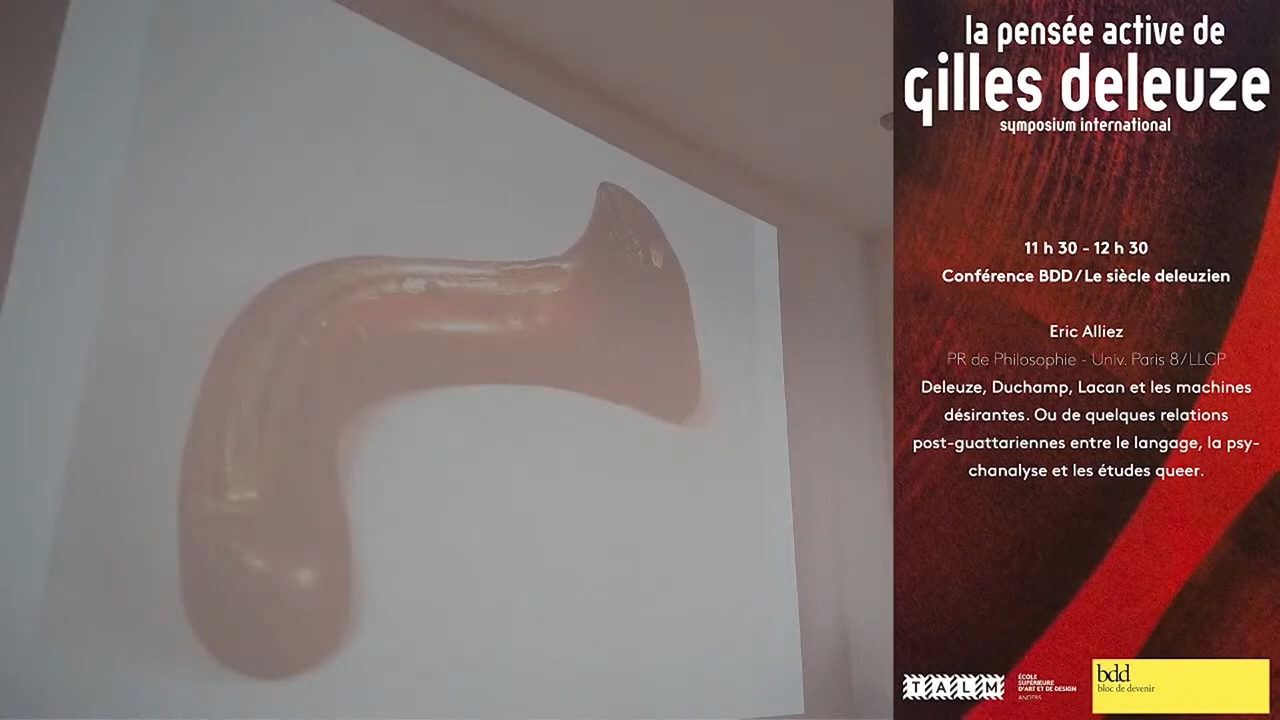 la pensée active de
gilles deleuze
symposium international
11 h 30 - 12 h 30
Conférence BDD / Le siècle deleuzien
Eric Alliez
PR de Philosophie - Univ. Paris 8 / LLCP
Deleuze, Duchamp, Lacan et les machines
désirantes. Ou de quelques relations
post-guattariennes entre le langage, la psy-
chanalyse et les études queer.
TALM
ÉCOLE
SUPÉRIEURE
D'ART ET DE DESIGN
ANGERS
bdd
bloc de devenir